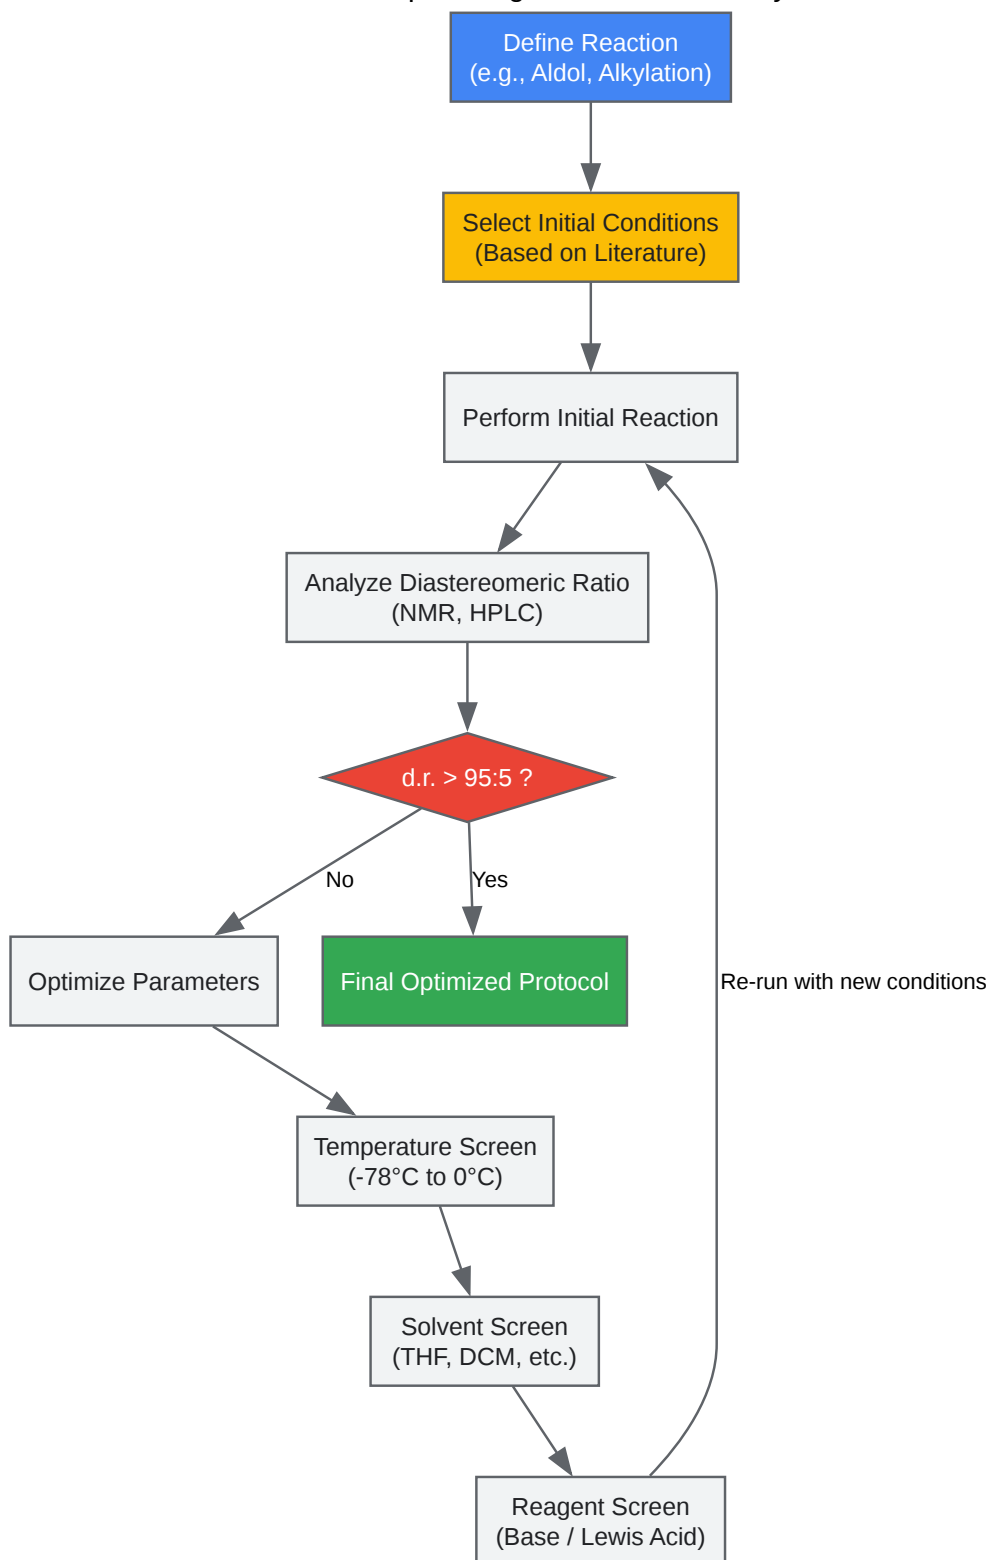 Define Reaction
(e.g., Aldol, Alkylation)
Select Initial Conditions
(Based on Literature)
Perform Initial Reaction
Analyze Diastereomeric Ratio
(NMR, HPLC)
d.r. > 95:5 ?
No
Yes
Optimize Parameters
Final Optimized Protocol
Re-run with new conditions
Temperature Screen
(-78°C to 0°C)
Solvent Screen
(THF, DCM, etc.)
Reagent Screen
(Base / Lewis Acid)